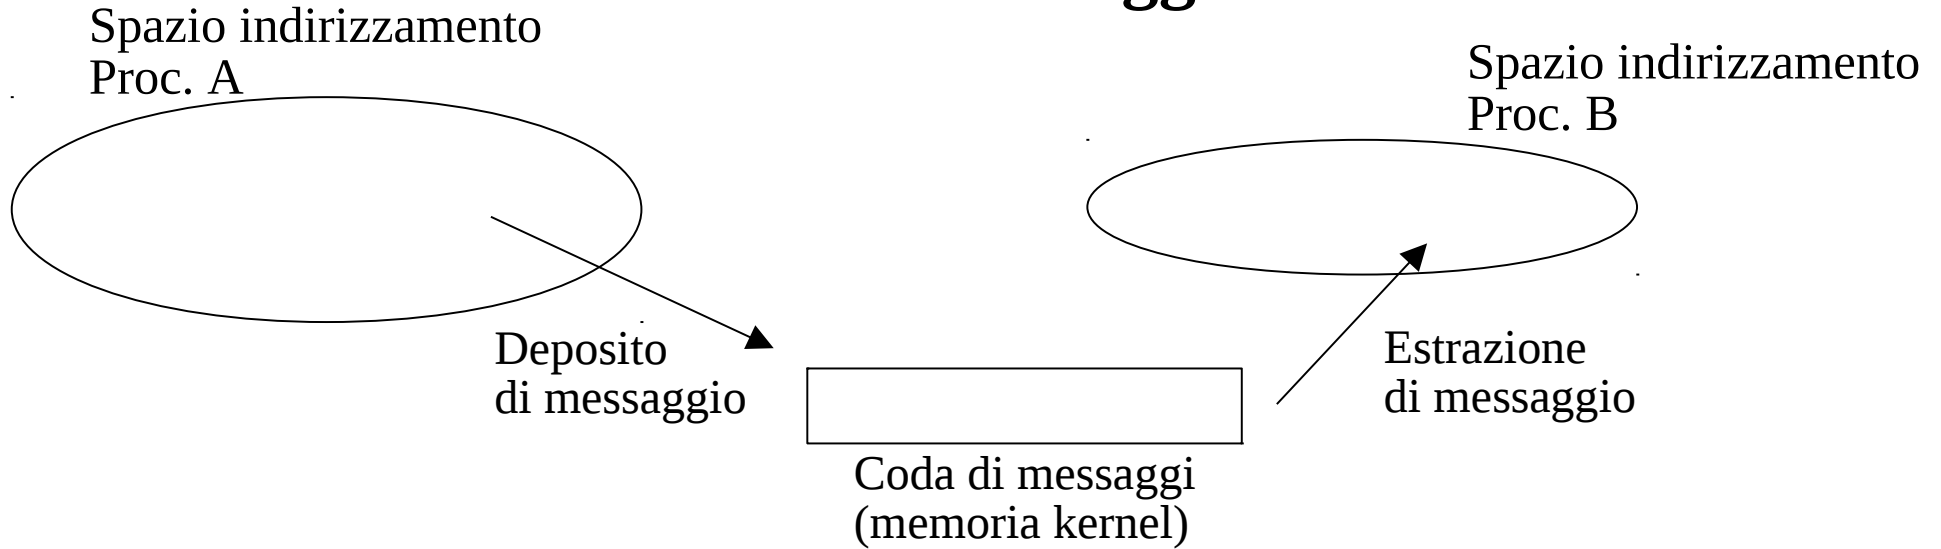 Spazio indirizzamento
Proc. A
Spazio indirizzamento
Proc. B
Deposito
di messaggio
Estrazione
di messaggio
Coda di messaggi
(memoria kernel)